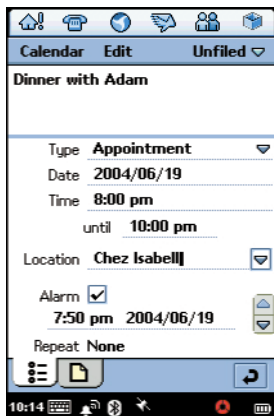 Calendar Edit Unfiled
Dinner with Adam
Type Appointment
Date 2004/06/19
Time 8:00 pm
until 10:00 pm
Location Chez Isabell
Alarm
7:50 pm 2004/06/19
Repeat None
10:14